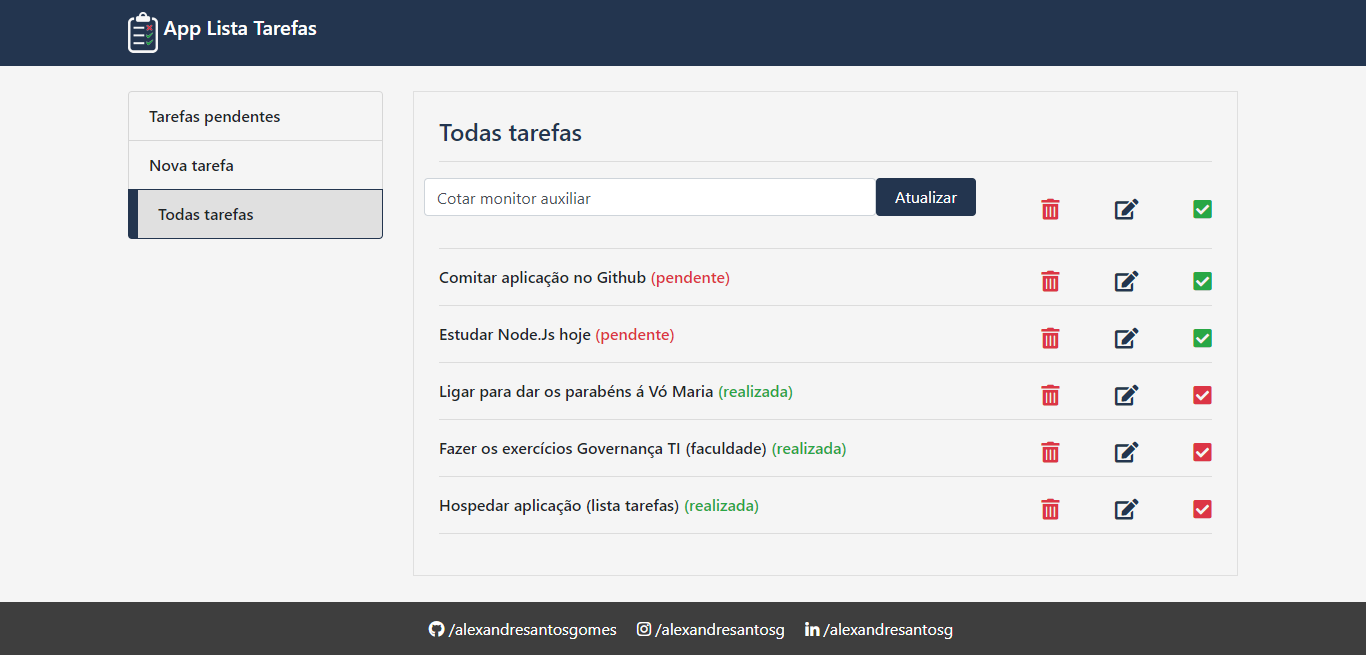 App Lista Tarefas
Tarefas pendentes
Nova tarefa
Todas tarefas
Todas tarefas
Cotar monitor auxiliar
Atualizar
Comitar aplicação no Github (pendente)
Estudar Node.Js hoje (pendente)
Ligar para dar os parabéns á Vó Maria (realizada)
Fazer os exercícios Governança TI (faculdade) (realizada)
Hospedar aplicação (lista tarefas) (realizada)
/alexandresantosgomes /alexandresantosg /alexandresantosg